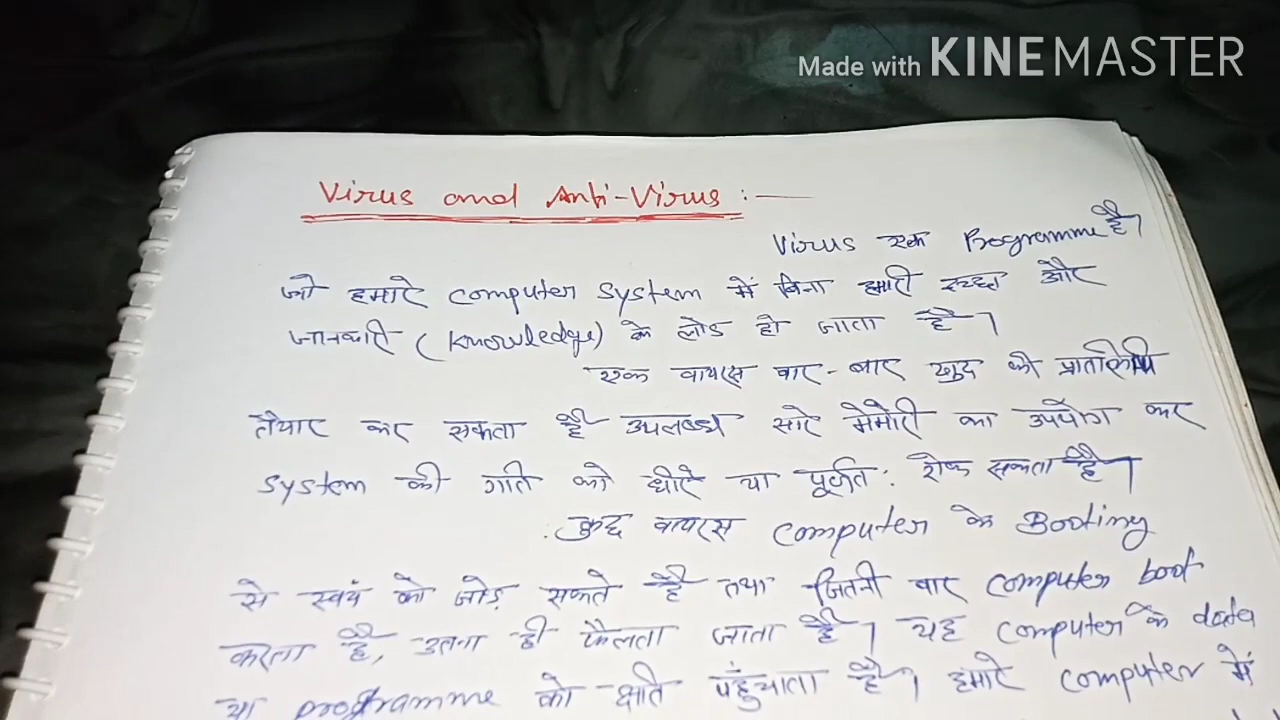 Made with KINEMASTER
Virus and Anti-Virus :-
Virus एक Programme है।
जो हमारे computer system में बिना हमारी इच्छा और
जानकारी (knowledge) के लोड हो जाता है।
एक वायरस बार-बार खुद की प्रतिलिपि
तैयार कर सकता है उपलब्ध सारे मेमोरी का उपयोग कर
system की गति को धीरे या पूर्णत: रोक सकता है।
कुछ वायरस computer के Booting
से स्वयं को जोड़ सकते है तथा जितनी बार computer boot
करता है, उतना ही फैलता जाता है। यह computer के data
या programme को क्षति पहुँचाता है। हमारे computer में